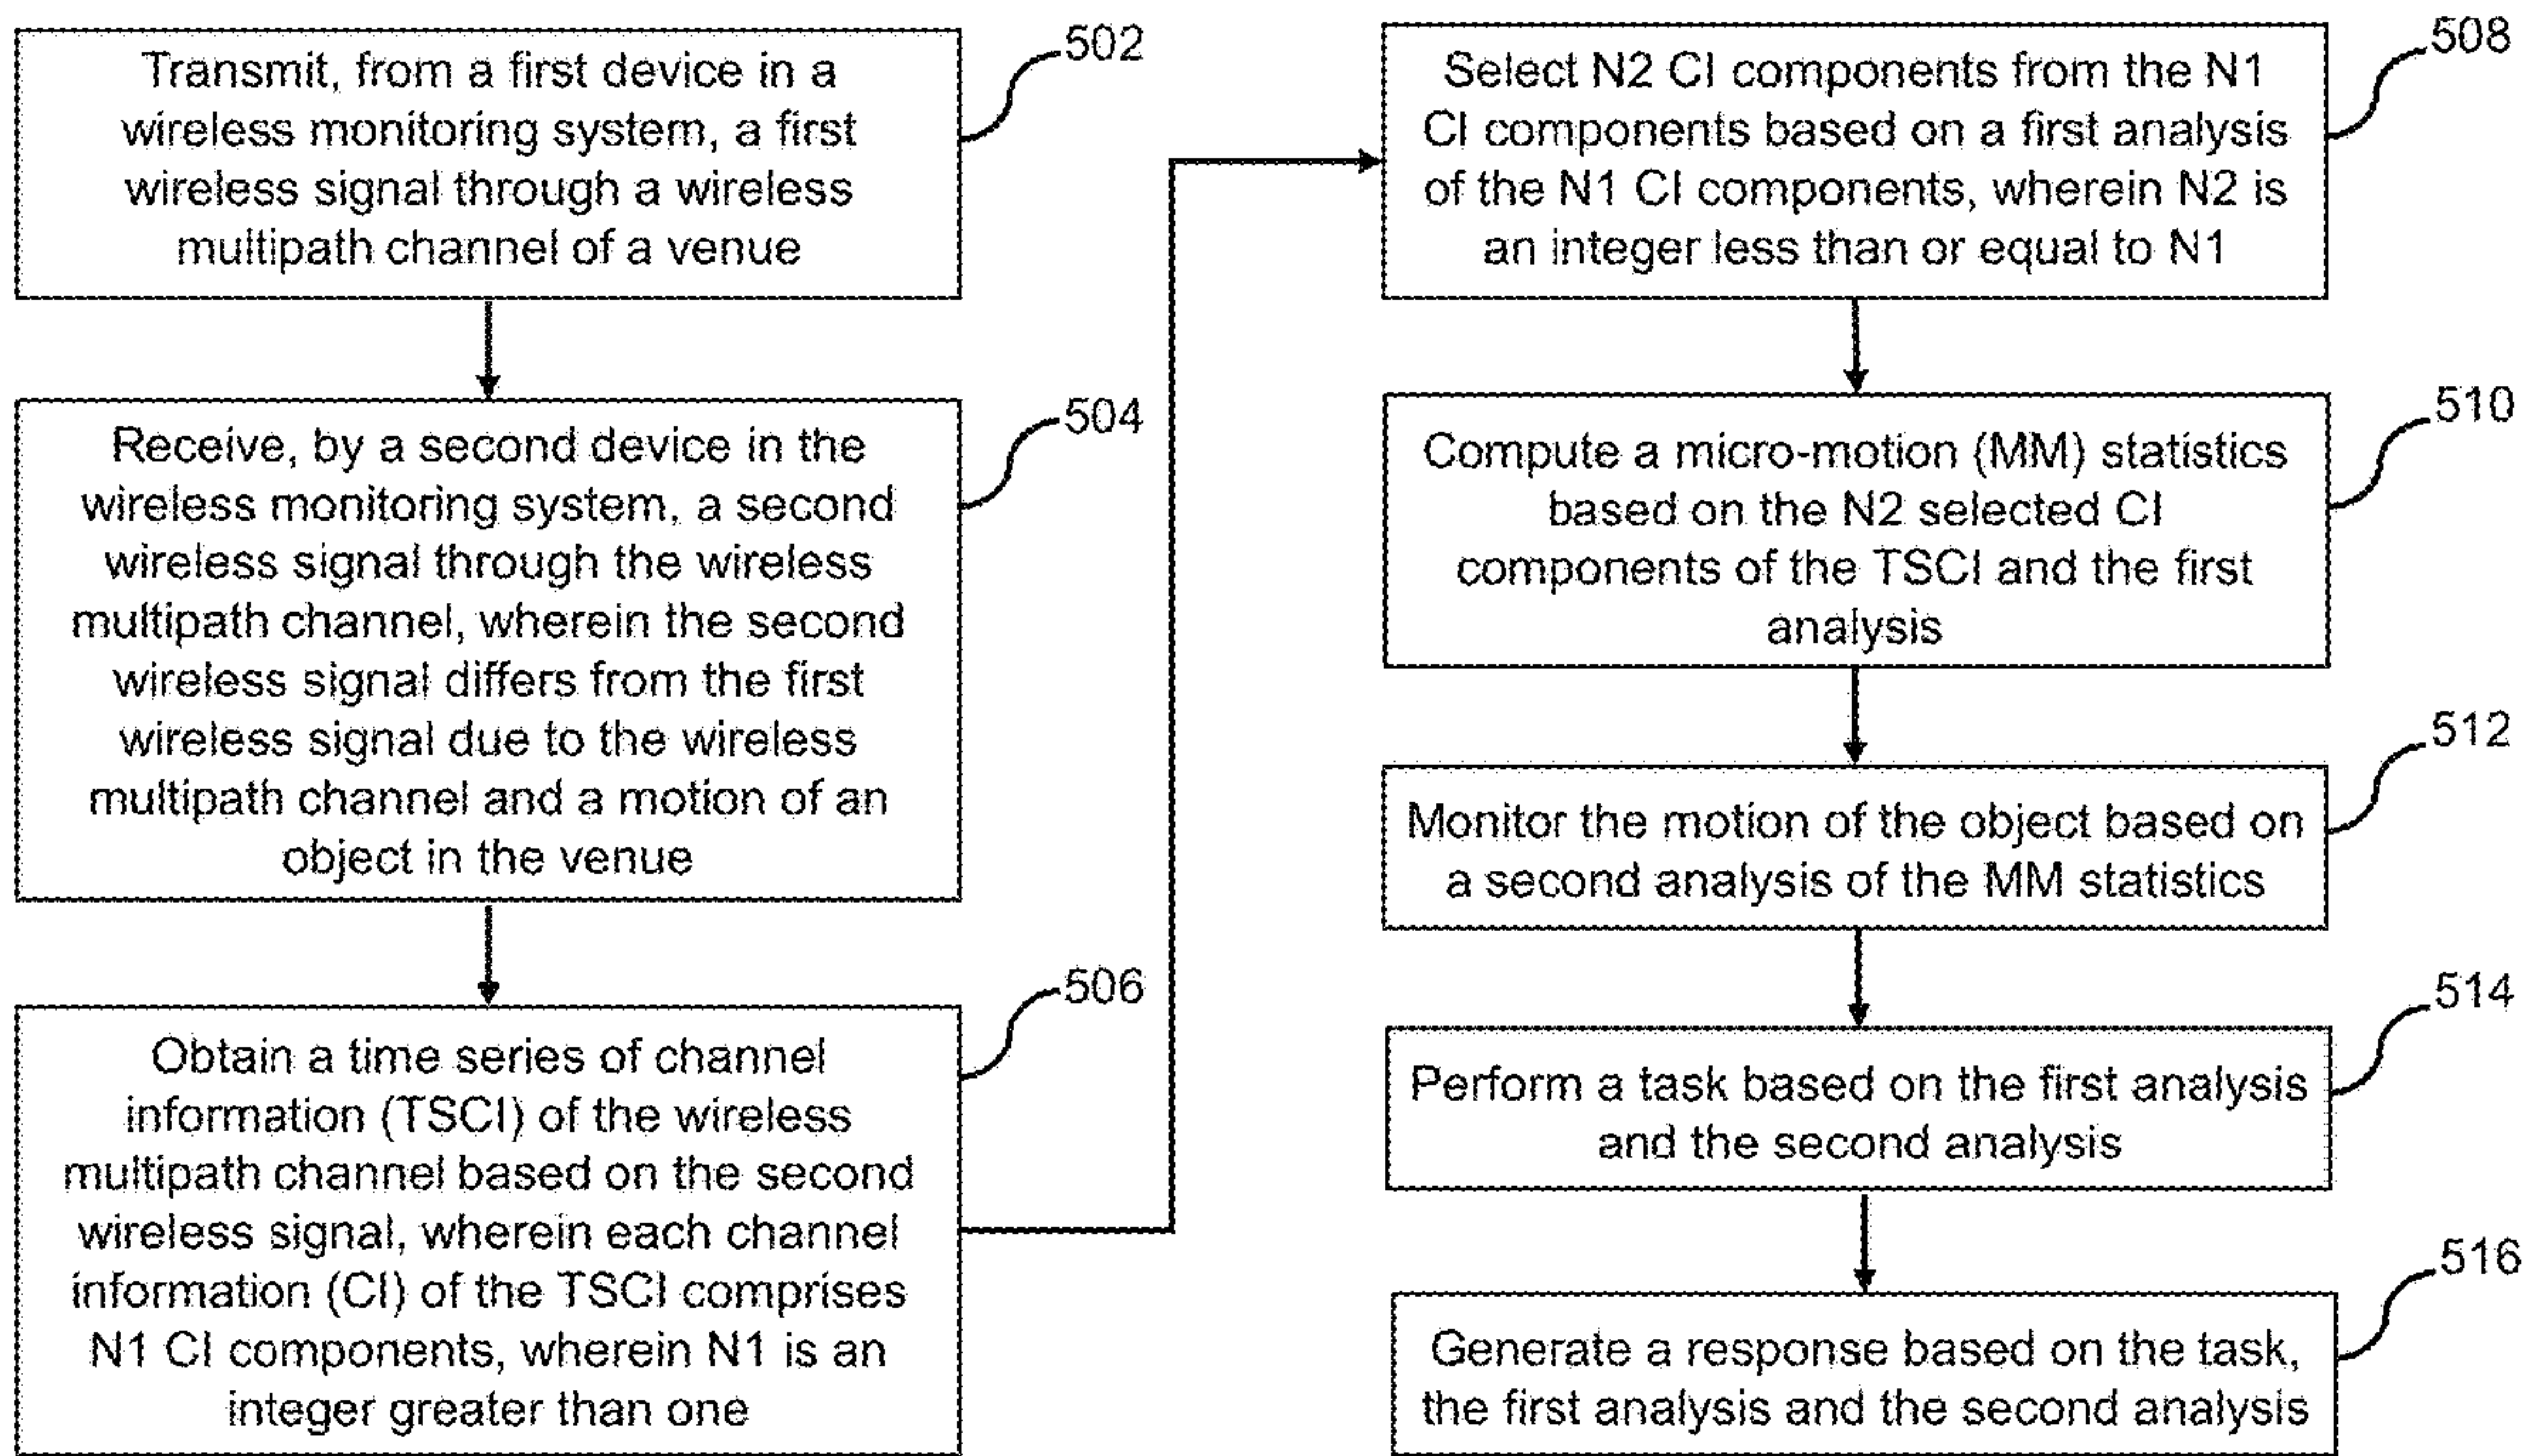 Transmit, from a first device in a
wireless monitoring system, a first
wireless signal through a wireless
multipath channel of a venue
502
Receive, by a second device in the
wireless monitoring system, a second
wireless signal through the wireless
multipath channel, wherein the second
wireless signal differs from the first
wireless signal due to the wireless
multipath channel and a motion of an
object in the venue
504
Obtain a time series of channel
information (TSCI) of the wireless
multipath channel based on the second
wireless signal, wherein each channel
information (CI) of the TSCI comprises
N1 CI components, wherein N1 is an
integer greater than one
506
Select N2 CI components from the N1
CI components based on a first analysis
of the N1 CI components, wherein N2 is
an integer less than or equal to N1
508
Compute a micro-motion (MM) statistics
based on the N2 selected CI
components of the TSCI and the first
analysis
510
Monitor the motion of the object based on
a second analysis of the MM statistics
512
Perform a task based on the first analysis
and the second analysis
514
Generate a response based on the task,
the first analysis and the second analysis
516